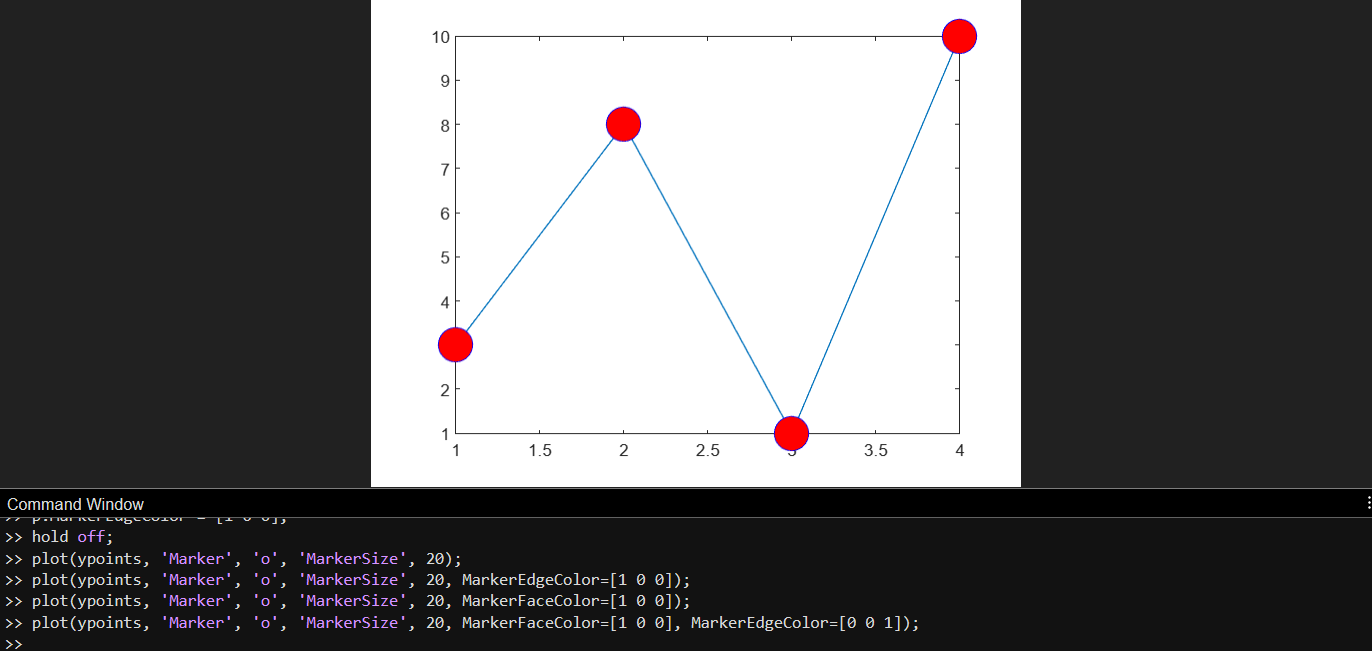 10
9
8
7
6
5
4
2
1
1 1.5 2 2.5 3.5 4
Command Window
>> hold off;
>> plot(ypoints, 'Marker', 'o', 'MarkerSize', 20);
>> plot(ypoints, 'Marker', 'o', 'MarkerSize', 20, MarkerEdgeColor=[1 0 0]);
>> plot(ypoints, 'Marker', 'o', 'MarkerSize', 20, MarkerFaceColor=[1 0 0]);
>> plot(ypoints, 'Marker', 'o', 'MarkerSize', 20, MarkerFaceColor=[1 0 0], MarkerEdgeColor=[0 0 1]);
>>